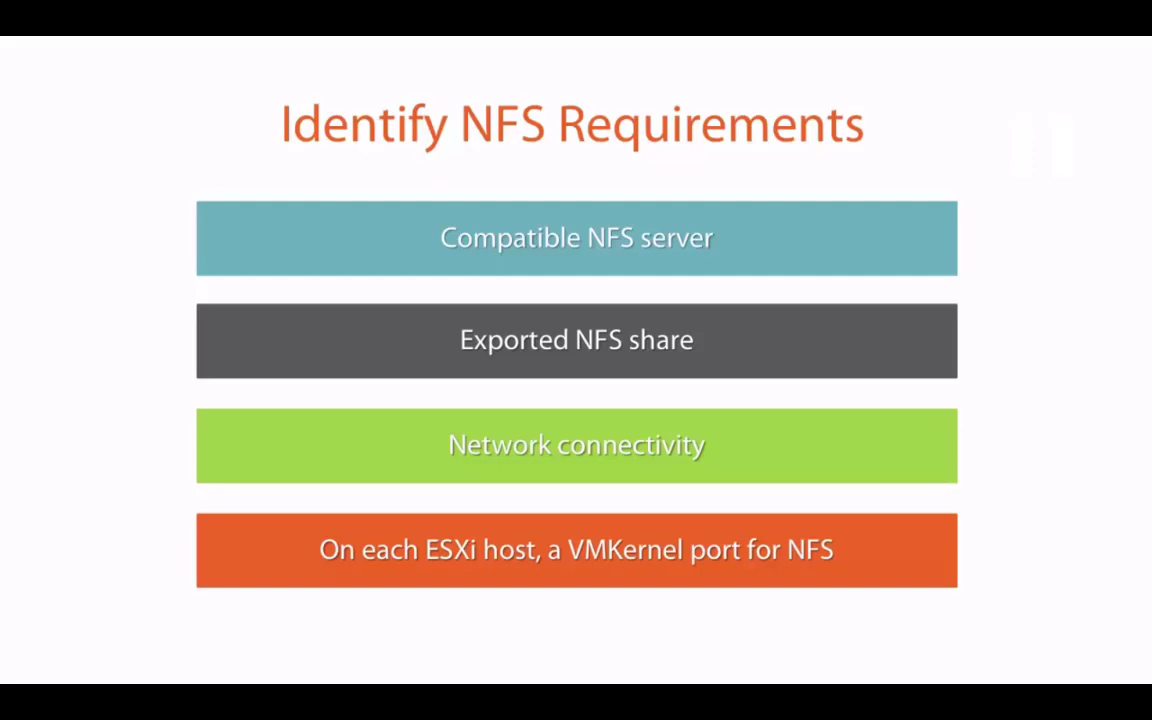 Identify NFS Requirements
Compatible NFS server
Exported NFS share
Network connectivity
On each ESXi host, a VMKernel port for NFS